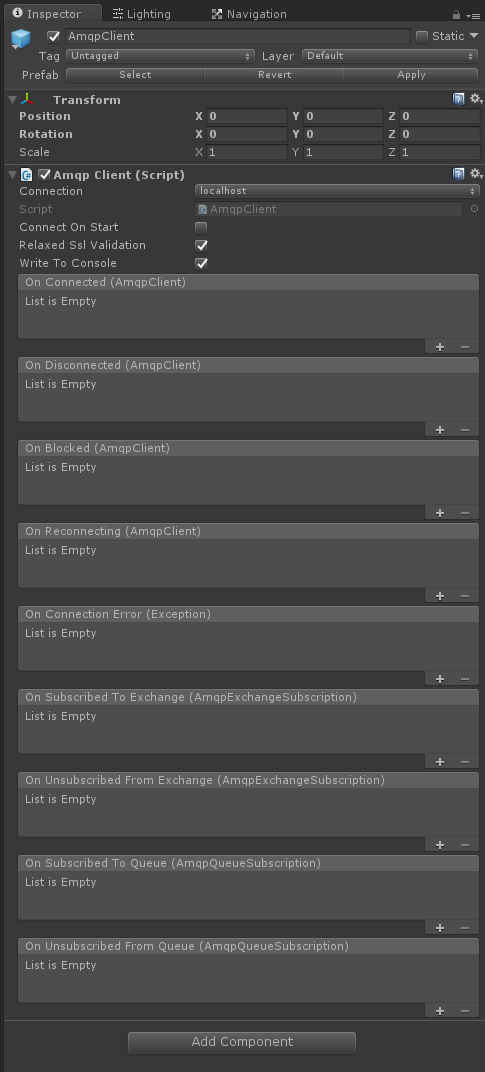 Inspector Lighting Navigation
AmqpClient Static
Tag Untagged Layer Default
Prefab Select Revert Apply
Transform
Position X 0 Y 0 Z 0
Rotation X 0 Y 0 Z 0
Scale X 1 Y 1 Z 1
Amqp Client (Script)
Connection localhost
Script AmqpClient
Connect On Start
Relaxed Ssl Validation
Write To Console
On Connected (AmqpClient)
List is Empty
On Disconnected (AmqpClient)
List is Empty
On Blocked (AmqpClient)
List is Empty
On Reconnecting (AmqpClient)
List is Empty
On Connection Error (Exception)
List is Empty
On Subscribed To Exchange (AmqpExchangeSubscription)
List is Empty
On Unsubscribed From Exchange (AmqpExchangeSubscription)
List is Empty
On Subscribed To Queue (AmqpQueueSubscription)
List is Empty
On Unsubscribed From Queue (AmqpQueueSubscription)
List is Empty
Add Component